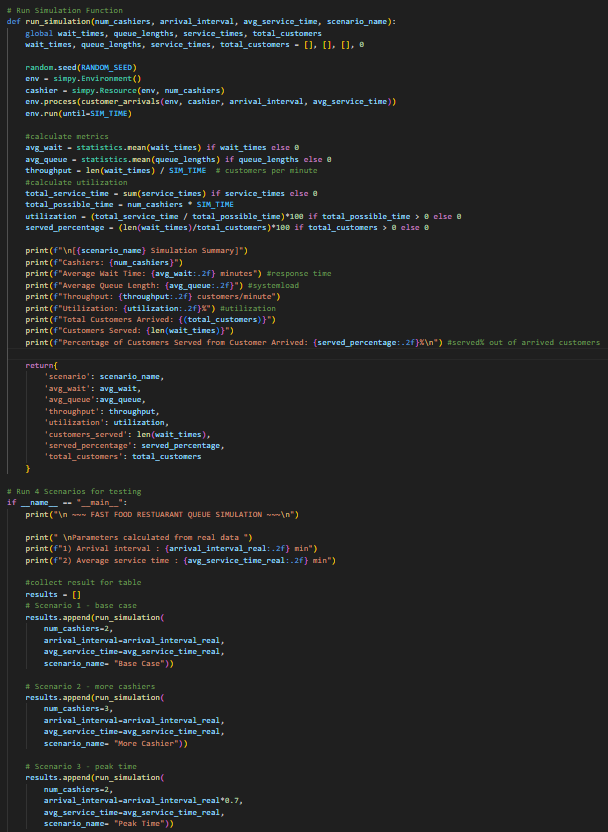 # Run Simulation Function
def run_simulation(num_cashiers, arrival_interval, avg_service_time, scenario_name):
    global wait_times, queue_lengths, service_times, total_customers
    wait_times, queue_lengths, service_times, total_customers = [], [], [], 0

    random.seed(RANDOM_SEED)
    env = simpy.Environment()
    cashier = simpy.Resource(env, num_cashiers)
    env.process(customer_arrivals(env, cashier, arrival_interval, avg_service_time))
    env.run(until=SIM_TIME)

    #calculate metrics
    avg_wait = statistics.mean(wait_times) if wait_times else 0
    avg_queue = statistics.mean(queue_lengths) if queue_lengths else 0
    throughput = len(wait_times) / SIM_TIME  # customers per minute
    #calculate utilization
    total_service_time = sum(service_times) if service_times else 0
    total_possible_time = num_cashiers * SIM_TIME
    utilization = (total_service_time / total_possible_time)*100 if total_possible_time > 0 else 0
    served_percentage = (len(wait_times)/total_customers)*100 if total_customers > 0 else 0

    print(f"\n[{scenario_name} Simulation Summary]")
    print(f"Cashiers: {num_cashiers}")
    print(f"Average Wait Time: {avg_wait:.2f} minutes") #response time
    print(f"Average Queue Length: {avg_queue:.2f}") #systemload
    print(f"Throughput: {throughput:.2f} customers/minute")
    print(f"Utilization: {utilization:.2f}%") #utilization
    print(f"Total Customers Arrived: {(total_customers)}")
    print(f"Customers Served: {len(wait_times)}")
    print(f"Percentage of Customers Served from Customer Arrived: {served_percentage:.2f}%\n") #served% out of arrived customers

    return{
        'scenario': scenario_name,
        'avg_wait': avg_wait,
        'avg_queue':avg_queue,
        'throughput': throughput,
        'utilization': utilization,
        'customers_served': len(wait_times),
        'served_percentage': served_percentage,
        'total_customers': total_customers
    }

# Run 4 Scenarios for testing
if __name__ == "__main__":
    print("\n ~~~ FAST FOOD RESTUARANT QUEUE SIMULATION ~~~\n")

    print(" \nParameters calculated from real data ")
    print(f"1) Arrival interval : {arrival_interval_real:.2f} min")
    print(f"2) Average service time : {avg_service_time_real:.2f} min")

    #collect result for table
    results = []
    # Scenario 1 - base case
    results.append(run_simulation(
        num_cashiers=2,
        arrival_interval=arrival_interval_real,
        avg_service_time=avg_service_time_real,
        scenario_name= "Base Case"))

    # Scenario 2 - more cashiers
    results.append(run_simulation(
        num_cashiers=3,
        arrival_interval=arrival_interval_real,
        avg_service_time=avg_service_time_real,
        scenario_name= "More Cashier"))

    # Scenario 3 - peak time
    results.append(run_simulation(
        num_cashiers=2,
        arrival_interval=arrival_interval_real*0.7,
        avg_service_time=avg_service_time_real,
        scenario_name= "Peak Time"))